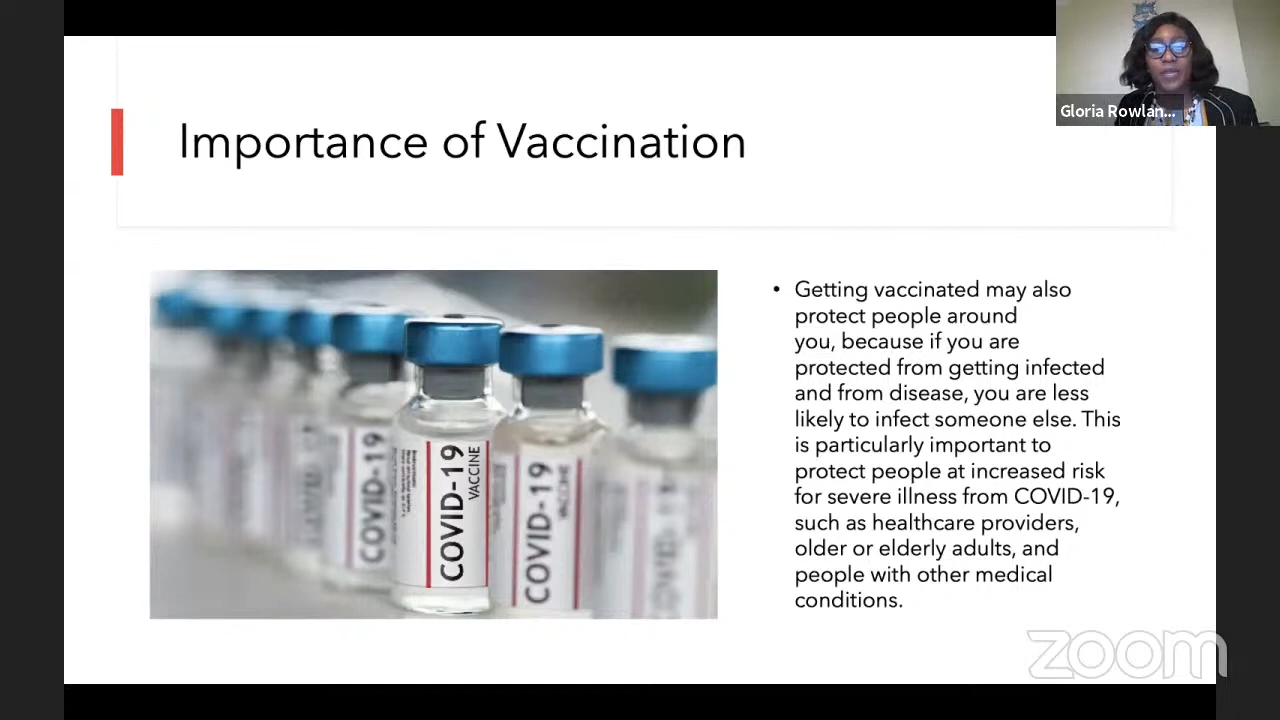 Gloria Rowlan...
Importance of Vaccination
• Getting vaccinated may also
protect people around
you, because if you are
protected from getting infected
and from disease, you are less
likely to infect someone else. This
is particularly important to
protect people at increased risk
for severe illness from COVID-19,
such as healthcare providers,
older or elderly adults, and
people with other medical
conditions.
COVID-19
COVID-19
VACCINE
COVID-19
VACCINE
zoom